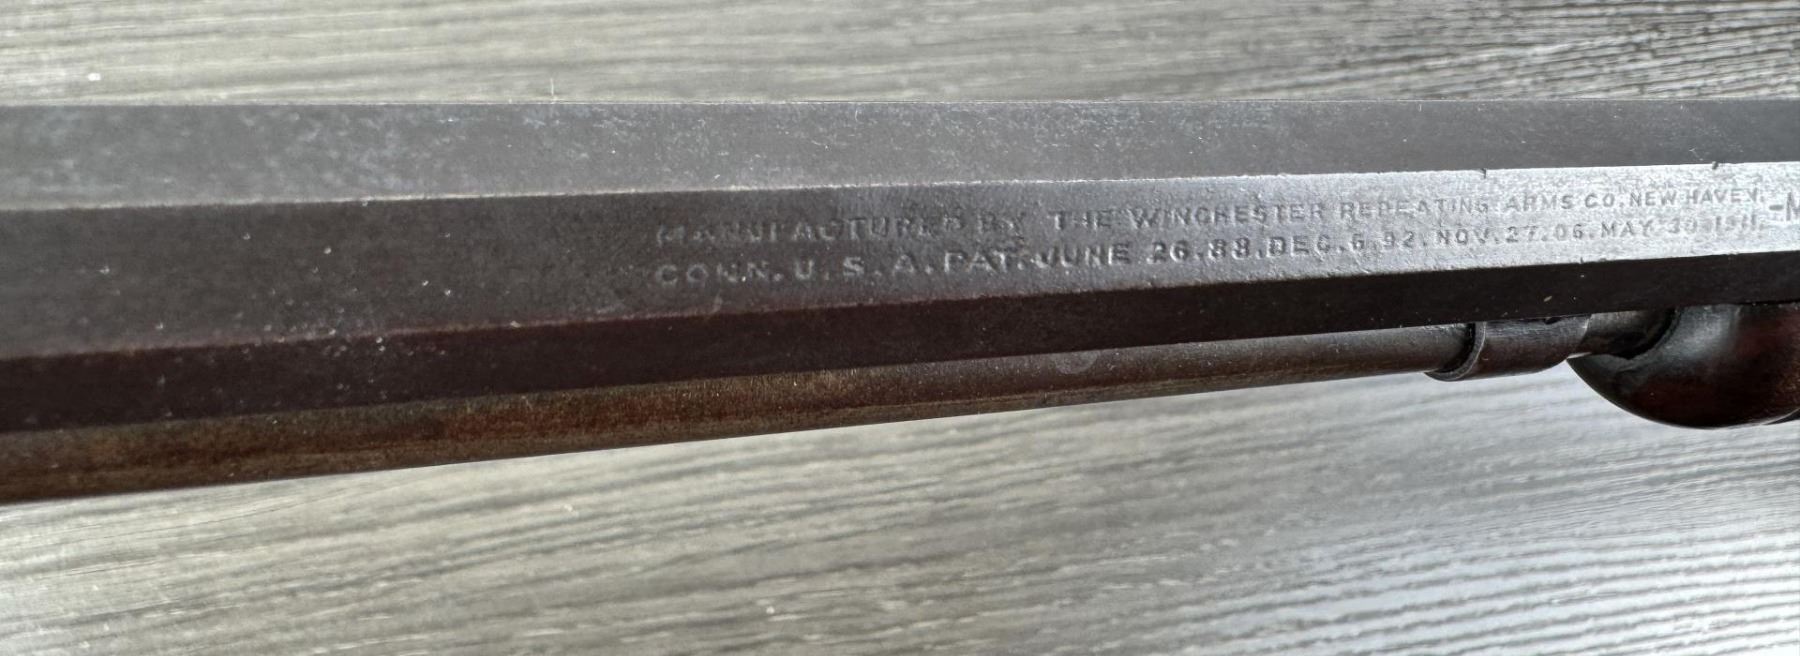 MANUFACTURED BY THE WINCHESTER REPEATING ARMS CO. NEW HAVEN.
CONN. U. S. A. PAT. JUNE 26. 88. DEC. 6. 92. NOV. 27. 06. MAY 30. 1911.
-M